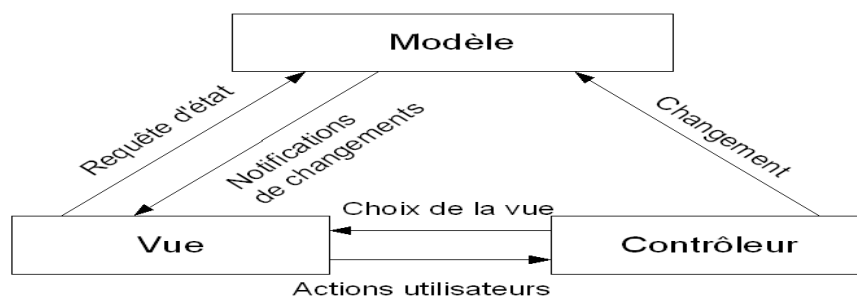 Modèle
Requête d'état
Notifications
de changements
Changement
Choix de la vue
Vue
Contrôleur
Actions utilisateurs